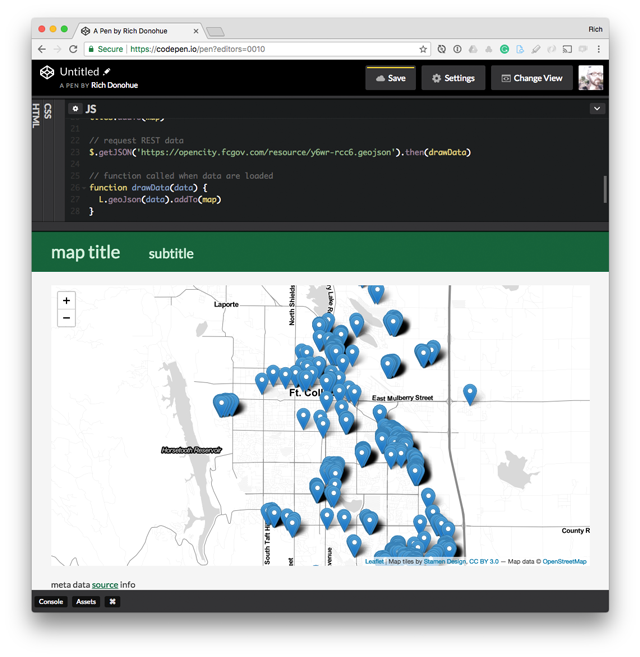 A Pen by Rich Donohue
Rich
Secure https://codepen.io/pen?editors=0010
Untitled
A PEN BY Rich Donohue
Save
Settings
Change View
HTML
CSS
JS
21
22 // request REST data
23 $.getJSON('https://opencity.fcgov.com/resource/y6wr-rcc6.geojson').then(drawData)
24
25 // function called when data are loaded
26 function drawData(data) {
27 L.geoJson(data).addTo(map)
28 }
map title subtitle
+
−
Laporte
North Shields
East Mulberry Street
Horsetooth Reservoir
South Taft H
County R
Leaflet | Map tiles by Stamen Design, CC BY 3.0 — Map data © OpenStreetMap
meta data source info
Console Assets ⌘